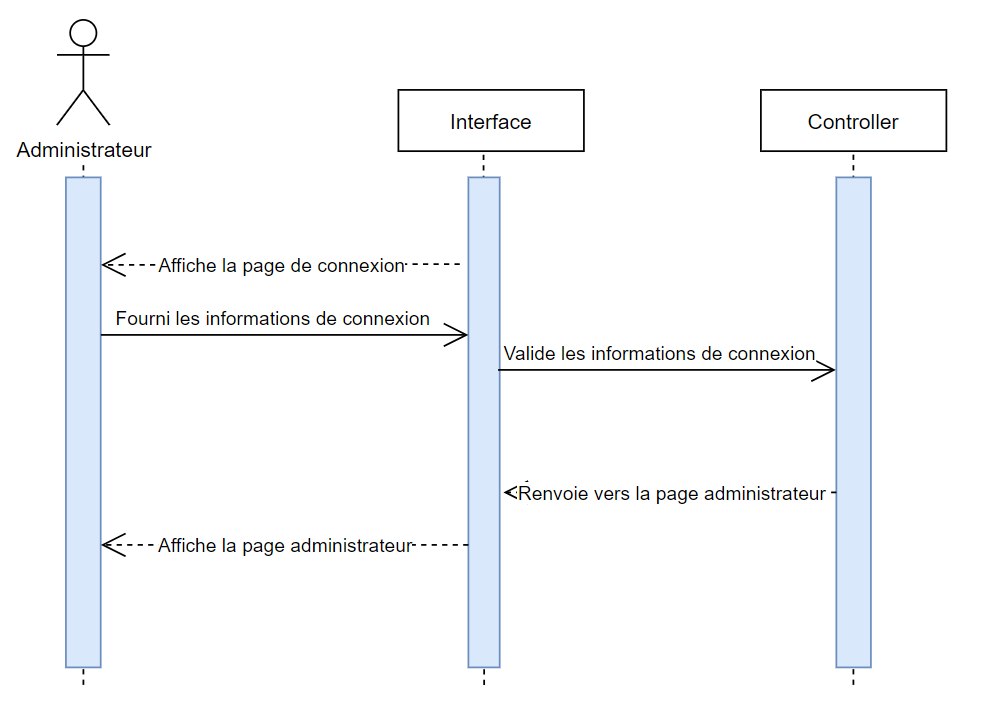 Administrateur
Interface
Controller
Affiche la page de connexion
Fourni les informations de connexion
Valide les informations de connexion
Renvoie vers la page administrateur
Affiche la page administrateur